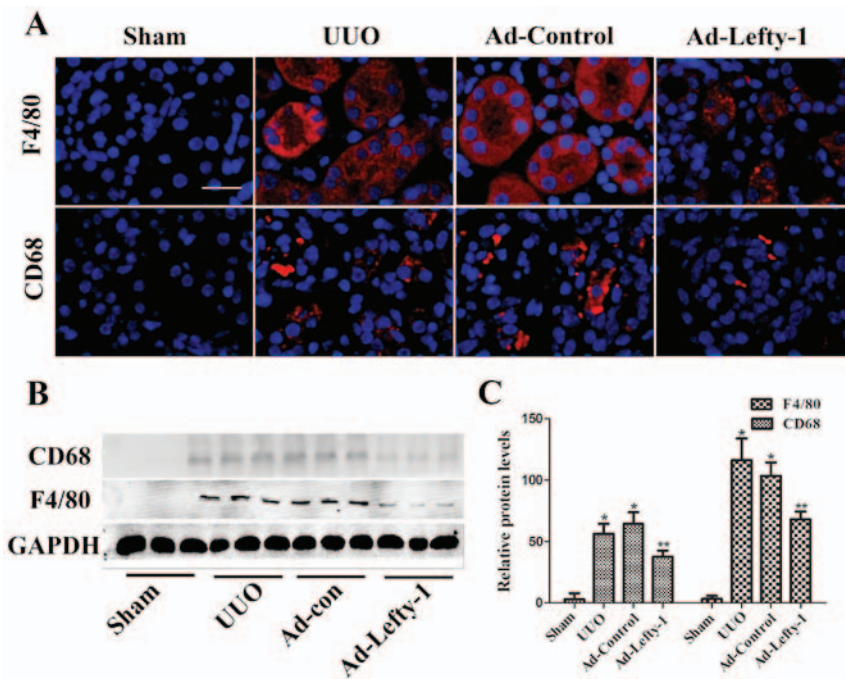 A
Sham UUO Ad-Control Ad-Lefty-1
F4/80
CD68
B
CD68
F4/80
GAPDH
Sham UUO Ad-con Ad-Lefty-1
C
F4/80
CD68
Relative protein levels
150
100
50
0
* * ** * * **
Sham UUO Ad-Control Ad-Lefty-1 Sham UUO Ad-Control Ad-Lefty-1